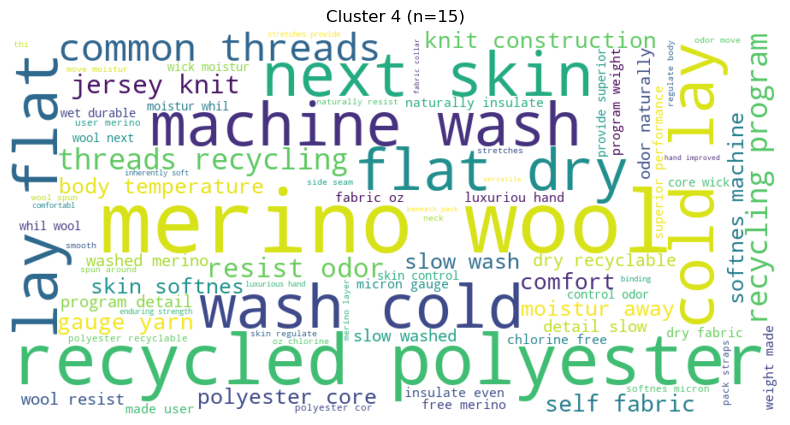 Cluster 4 (n=15)
stretches provide
thi
common threads
knit construction
odor move
move moistur
wick moistur
fabric collar
next skin
jersey knit
lay flat
wet durable
moistur whil
naturally resist
naturally insulate
user merino
machine wash
wool next
provide superior
program weight
odor naturally
superior performance
regulate body
cold lay
recycling program
threads recycling
inherently soft
stretches
flat dry
hand improved
body temperature
side seam
versatile
core wick
softnes machine
wool spun
comfortabl
fabric oz
luxuriou hand
merino wool
beneath pack
neck
whil wool
smooth
washed merino
slow wash
dry recyclable
spun around
resist odor
skin control
binding
skin softnes
luxurious hand
micron gauge
comfort
control odor
program detail
enduring strength
merino layer
wash cold
moistur away
gauge yarn
skin regulate
oz chlorine
slow washed
detail slow
polyester recyclable
chlorine free
dry fabric
recycled polyester
weight made
pack straps
softnes micron
wool resist
polyester core
insulate even
made user
polyester cor
free merino
self fabric